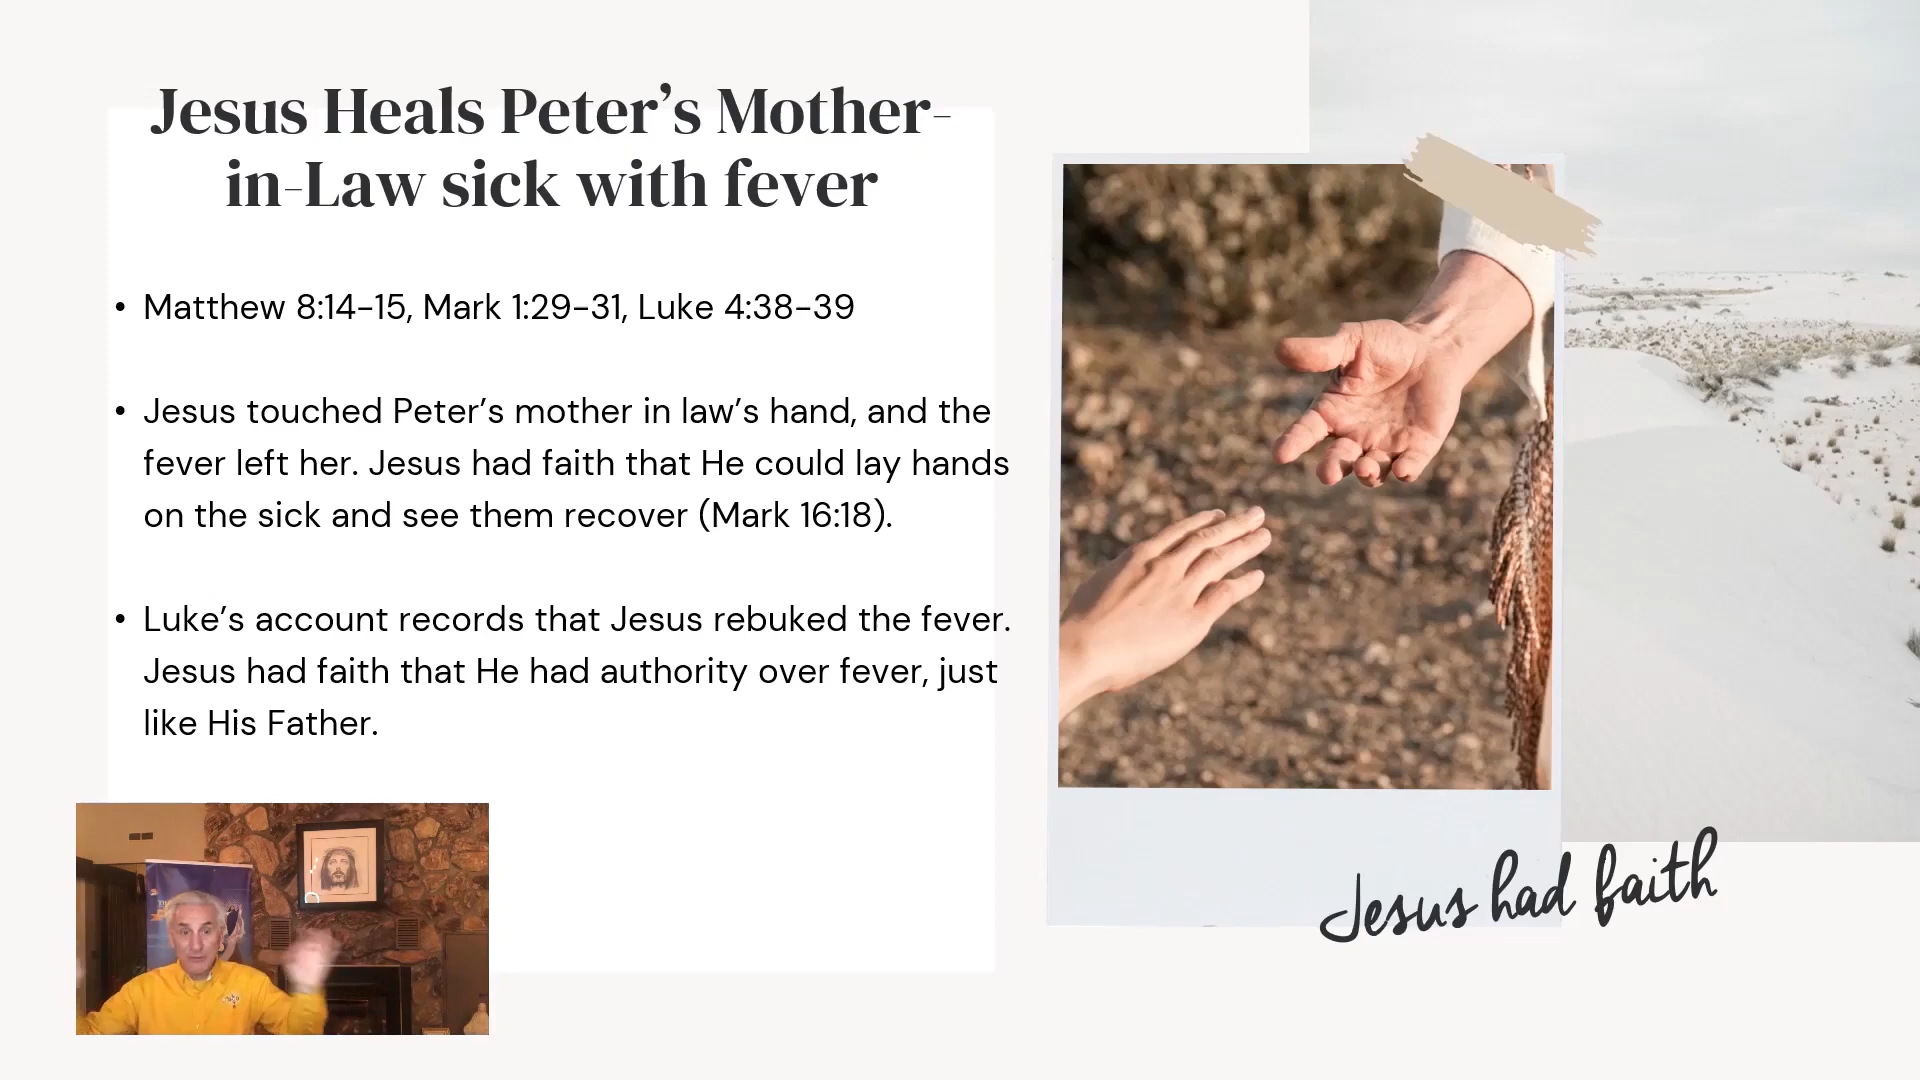 Jesus Heals Peter’s Mother-
in-Law sick with fever
• Matthew 8:14-15, Mark 1:29-31, Luke 4:38-39
• Jesus touched Peter’s mother in law’s hand, and the
fever left her. Jesus had faith that He could lay hands
on the sick and see them recover (Mark 16:18).
• Luke’s account records that Jesus rebuked the fever.
Jesus had faith that He had authority over fever, just
like His Father.
Jesus had faith